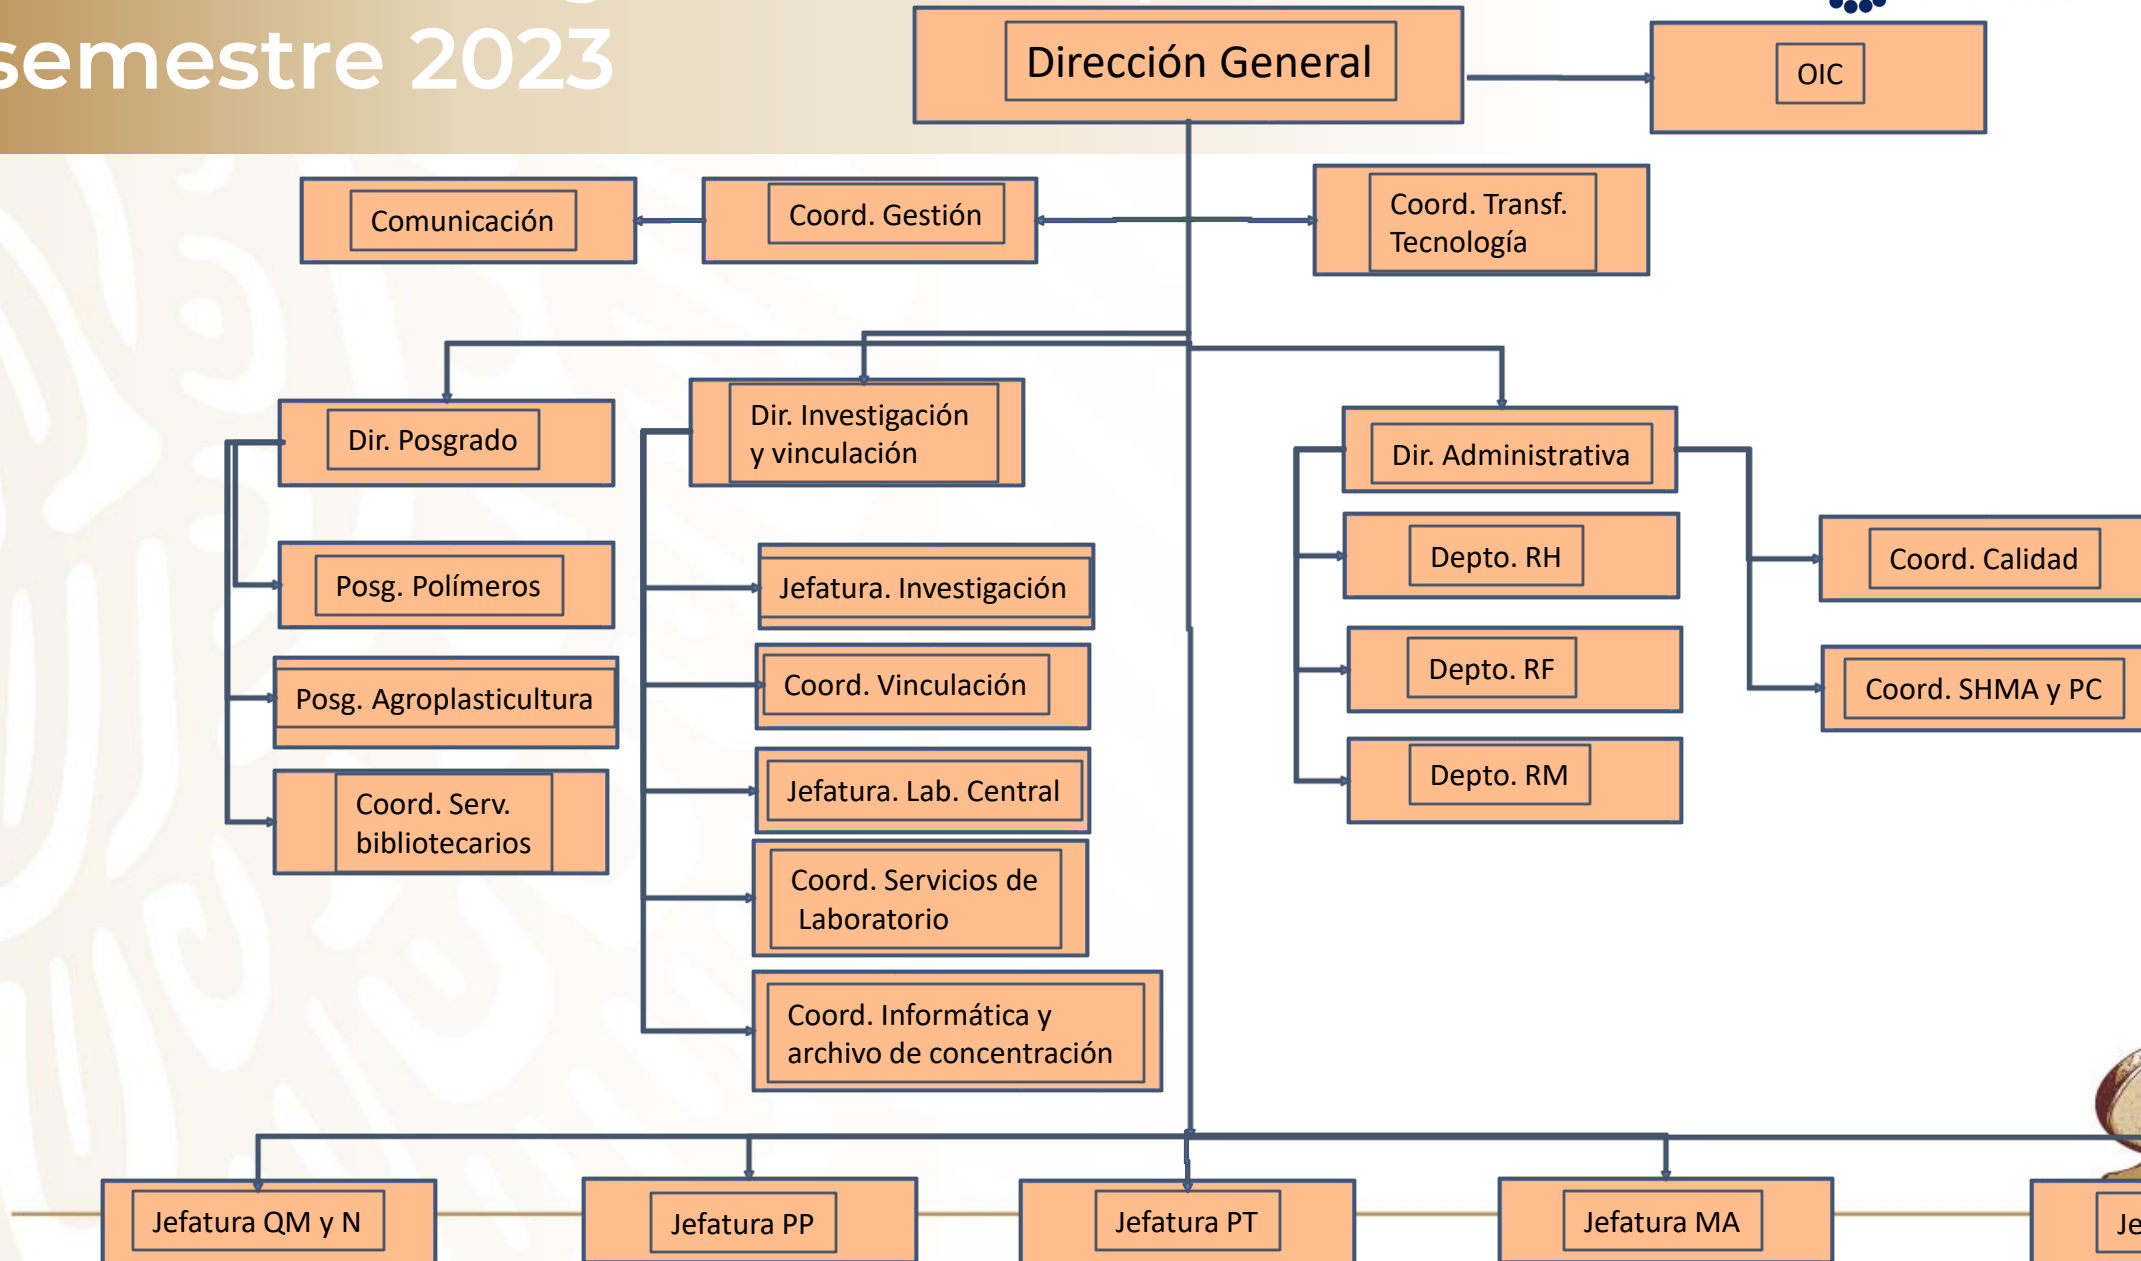 semestre 2023
Dirección General
OIC
Comunicación
Coord. Gestión
Coord. Transf.
Tecnología
Dir. Posgrado
Dir. Investigación
y vinculación
Dir. Administrativa
Posg. Polímeros
Posg. Agroplasticultura
Coord. Serv.
bibliotecarios
Jefatura. Investigación
Coord. Vinculación
Jefatura. Lab. Central
Coord. Servicios de
Laboratorio
Coord. Informática y
archivo de concentración
Depto. RH
Depto. RF
Depto. RM
Coord. Calidad
Coord. SHMA y PC
Jefatura QM y N
Jefatura PP
Jefatura PT
Jefatura MA